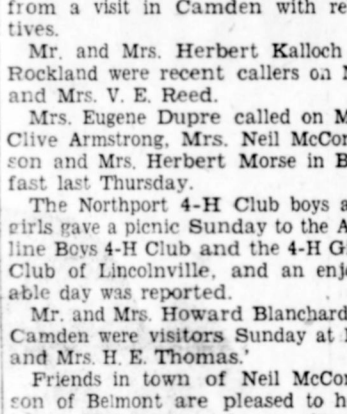 from a visit in Camden with
tives.
Mr. and Mrs. Herbert Kalloch
Rockland were recent callers on
and Mrs. V. E. Reed.
Mrs. Eugene Dupre called on
Clive Armstrong, Mrs. Neil
son and Mrs. Herbert Morse in
fast last Thursday.
The Northport 4-H Club boys
girls gave a picnic Sunday to the
line Boys 4-H Club and the 4-H
Club of Lincolnville, and an
able day was reported.
Mr. and Mrs. Howard Blanchard
Camden were visitors Sunday at
and Mrs. H. E. Thomas.'
Friends in town of Neil
son of Belmont are pleased to